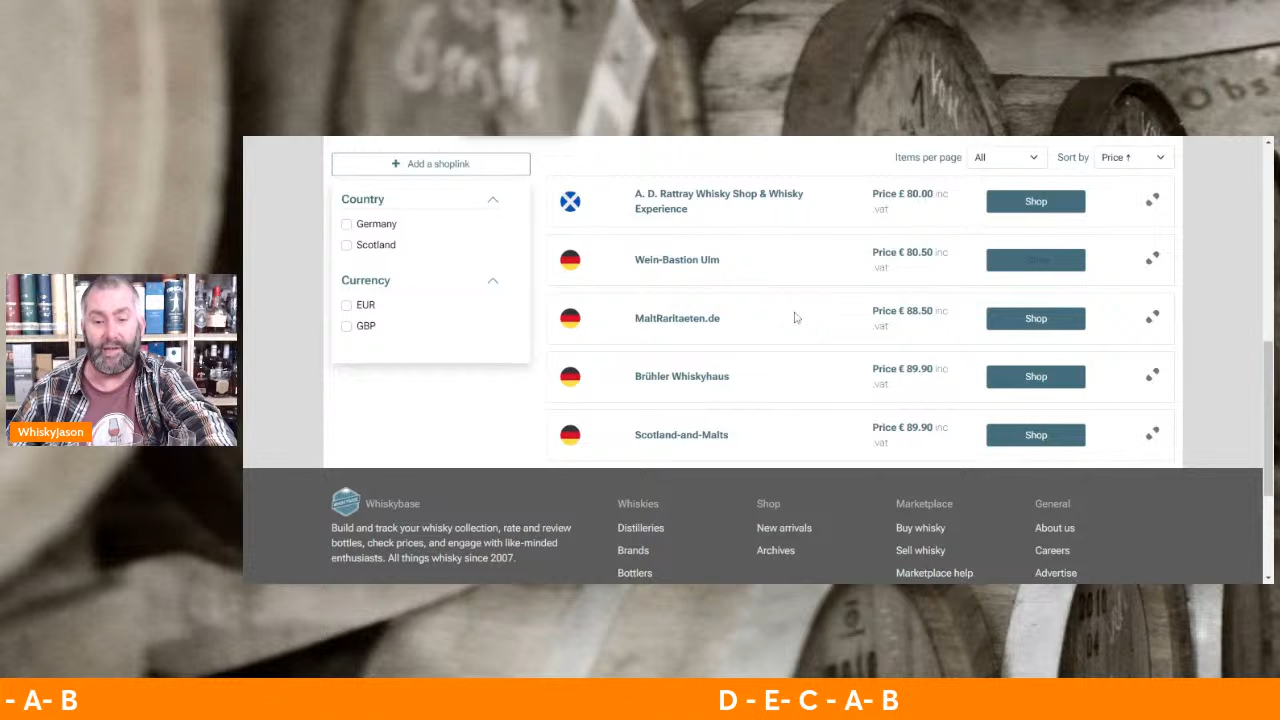 Items per page
All
Sort by
Price ↑
+ Add a shoplink
Country
Germany
Scotland
Currency
EUR
GBP
A. D. Rattray Whisky Shop & Whisky
Experience
Price £ 80.00 inc
.vat
Shop
Wein-Bastion Ulm
Price € 80.50 inc
.vat
MaltRaritaeten.de
Price € 88.50 inc
.vat
Shop
Brühler Whiskyhaus
Price € 89.90 inc
.vat
Shop
Scotland-and-Malts
Price € 89.90 inc
.vat
Shop
WhiskyJason
Whiskybase
Build and track your whisky collection, rate and review
bottles, check prices, and engage with like-minded
enthusiasts. All things whisky since 2007.
Whiskies
Distilleries
Brands
Bottlers
Shop
New arrivals
Archives
Marketplace
Buy whisky
Sell whisky
Marketplace help
General
About us
Careers
Advertise
- A- B
D - E- C - A- B